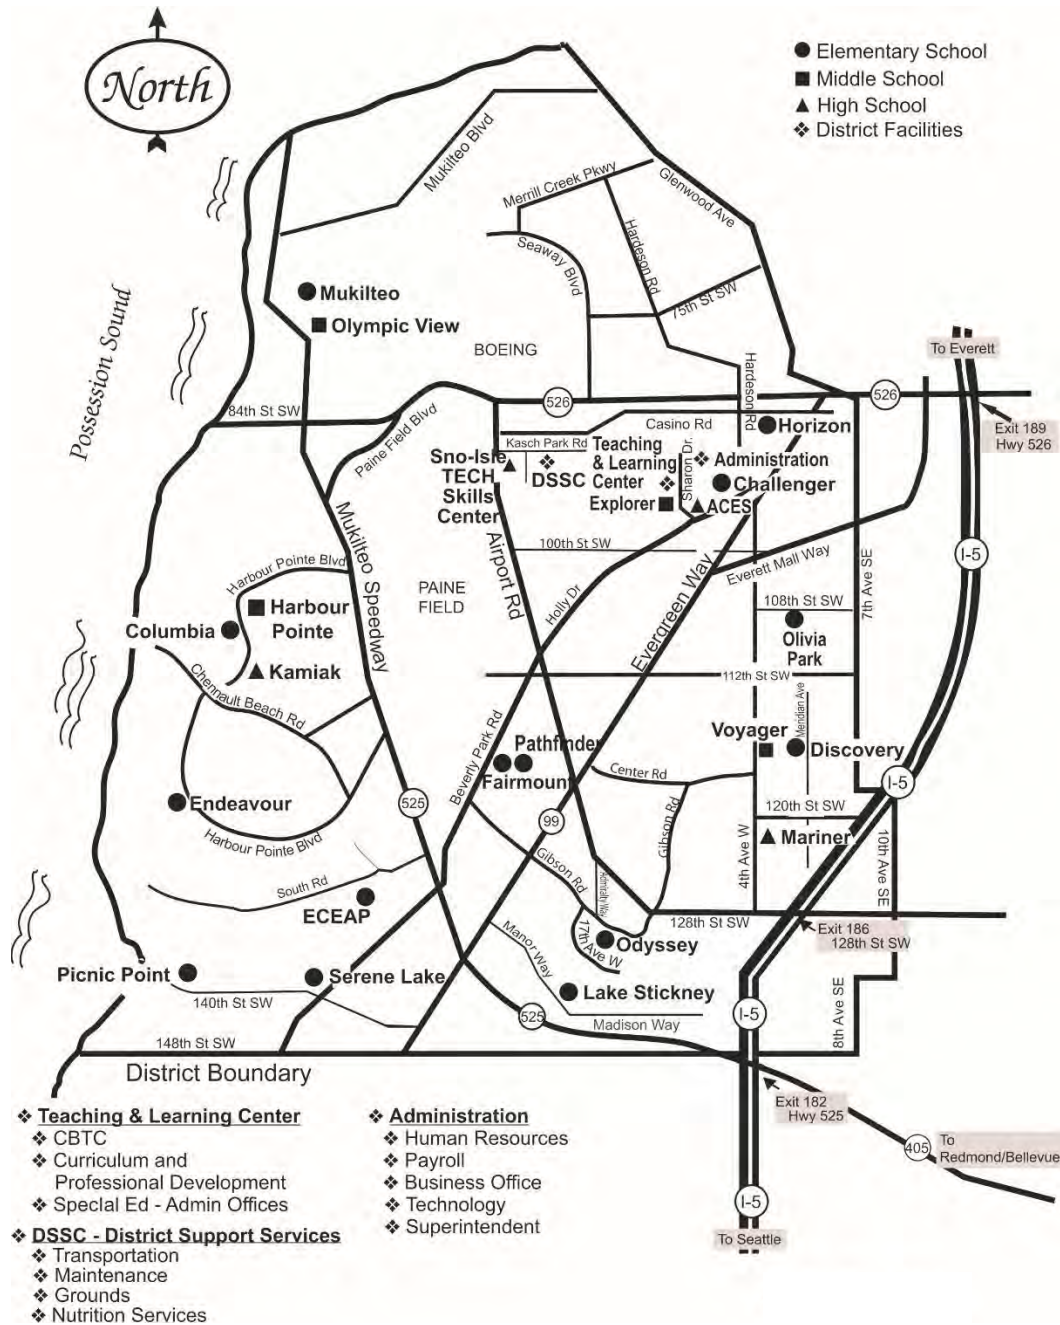 North
Elementary School
Middle School
High School
District Facilities
Mukilteo Blvd
Merrill Creek Pkwy
Glenwood Ave
Seaway Blvd
Hardeson Rd
75th St SW
Possession Sound
Mukilteo
Olympic View
BOEING
To Everett
84th St SW
Paine Field Blvd
526
Hardeson Rd
526
Casino Rd
Horizon
Exit 189
Hwy 526
Kasch Park Rd
Sno-Isle
TECH
Skills
Center
DSSC
Teaching
& Learning
Center
Explorer
Sharon Dr.
Administration
Challenger
ACES
Mukilteo Speedway
Airport Rd
100th St SW
Everett Mall Way
I-5
7th Ave SE
Harbour Pointe Blvd
PAINE
FIELD
Holly Dr
Evergreen Way
108th St SW
Harbour
Pointe
Columbia
Olivia
Park
Kamiak
112th St SW
Chennault Beach Rd
Meridian Ave
Beverly Park Rd
Pathfinder
Fairmount
Voyager
Discovery
Center Rd
I-5
Endeavour
525
99
Gibson Rd
120th St SW
Harbour Pointe Blvd
Mariner
4th Ave W
10th Ave SE
Gibson Rd
Admiralty Way
South Rd
ECEAP
128th St SW
Exit 186
128th St SW
Manor Way
17th Ave W
Odyssey
Picnic Point
Serene Lake
Lake Stickney
140th St SW
525
Madison Way
I-5
8th Ave SE
148th St SW
District Boundary
Exit 182
Hwy 525
405
To
Redmond/Bellevue
I-5
To Seattle
Teaching & Learning Center
CBTC
Curriculum and
Professional Development
Special Ed - Admin Offices
DSSC - District Support Services
Transportation
Maintenance
Grounds
Nutrition Services
Administration
Human Resources
Payroll
Business Office
Technology
Superintendent